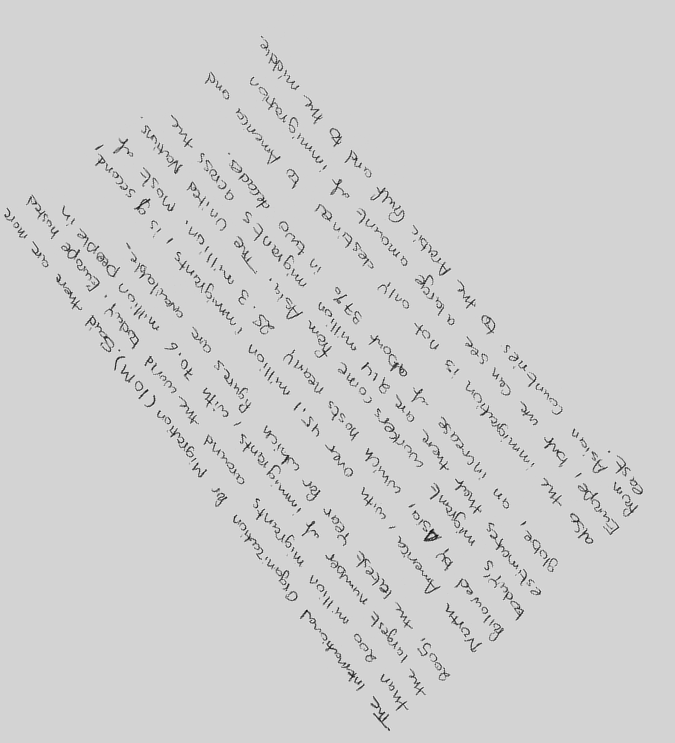 The International Organization for Migration (IOM) said there are more
than 200 million migrants around the world today. Europe hosted
the largest number of immigrants, with 70.6 million people in
2005, the latest year for which figures are available.
North America, with over 45.1 million immigrants, is a second,
followed by Asia, which hosts nearly 25.3 million. Most of
today's migrant workers come from Asia. The United Nations
estimates that there are 214 million migrants across the
globe, an increase of about 37% in two decades.
also the immigration is not only destined to America and
Europe, but we can see a large amount of immigration
from Asian countries to the Arabic Gulf and to the middle
east.